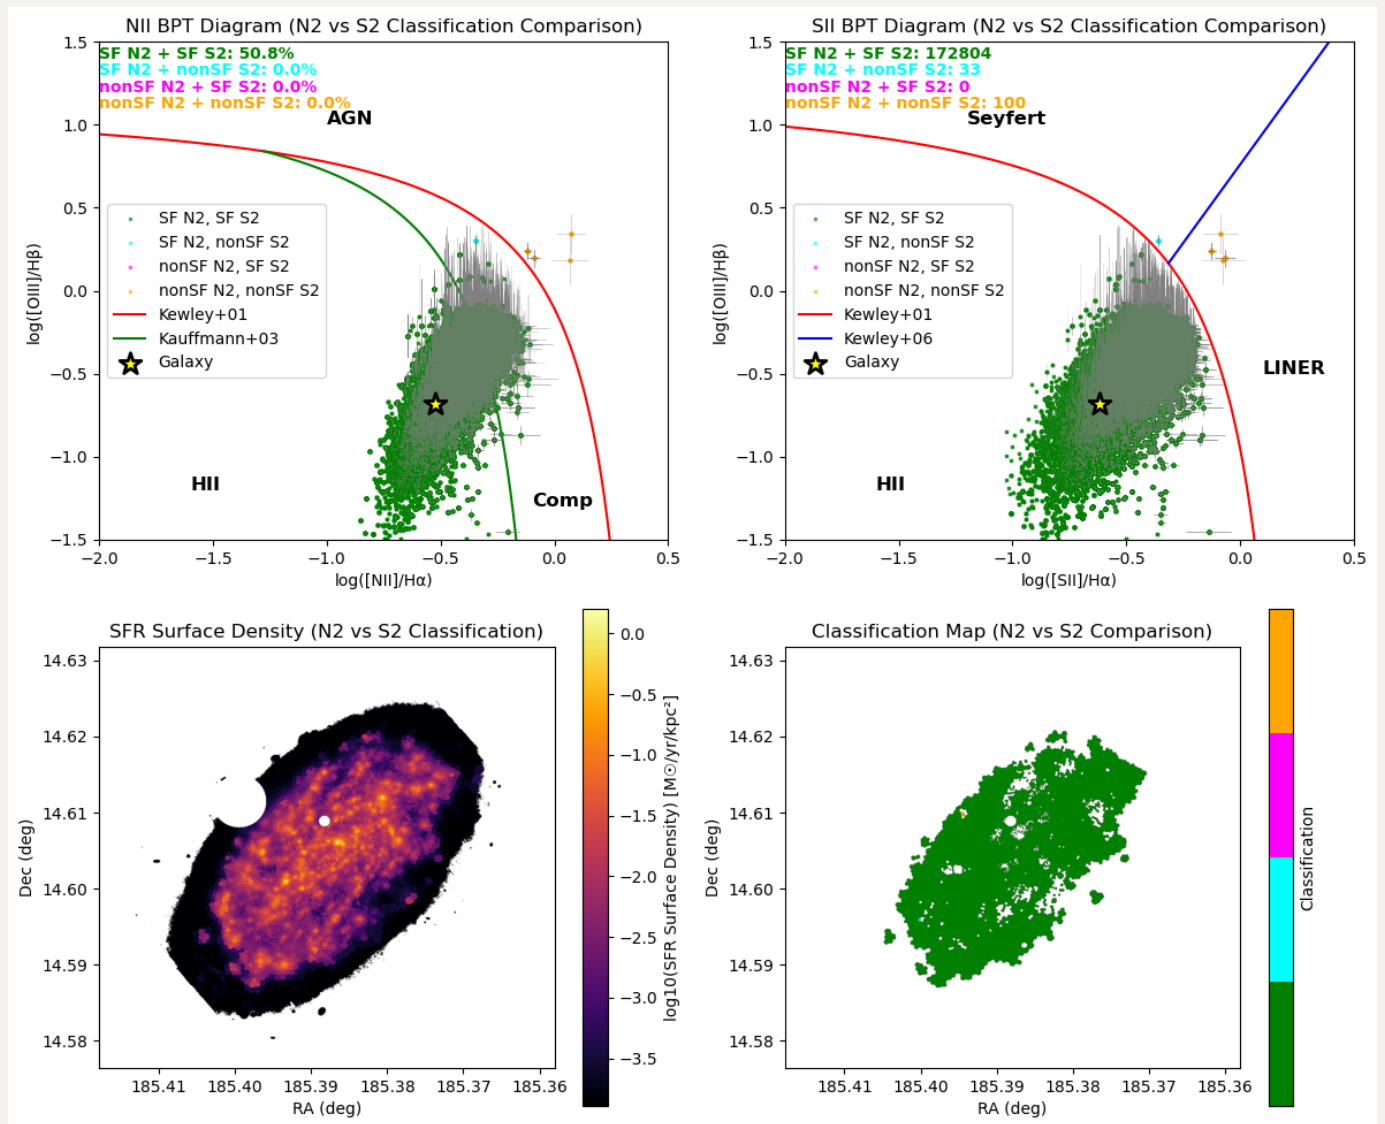 NII BPT Diagram (N2 vs S2 Classification Comparison)
SF N2 + SF S2: 50.8%
SF N2 + nonSF S2: 0.0%
nonSF N2 + SF S2: 0.0%
nonSF N2 + nonSF S2: 0.0%
AGN
SF N2, SF S2
SF N2, nonSF S2
nonSF N2, SF S2
nonSF N2, nonSF S2
Kewley+01
Kauffmann+03
Galaxy
HII
Comp
1.5
1.0
0.5
0.0
−0.5
−1.0
−1.5
log([OIII]/Hβ)
−2.0 −1.5 −1.0 −0.5 0.0 0.5
log([NII]/Hα)
SII BPT Diagram (N2 vs S2 Classification Comparison)
SF N2 + SF S2: 172804
SF N2 + nonSF S2: 33
nonSF N2 + SF S2: 0
nonSF N2 + nonSF S2: 100
Seyfert
SF N2, SF S2
SF N2, nonSF S2
nonSF N2, SF S2
nonSF N2, nonSF S2
Kewley+01
Kewley+06
Galaxy
LINER
HII
1.5
1.0
0.5
0.0
−0.5
−1.0
−1.5
log([OIII]/Hβ)
−2.0 −1.5 −1.0 −0.5 0.0 0.5
log([SII]/Hα)
SFR Surface Density (N2 vs S2 Classification)
14.63
14.62
14.61
14.60
14.59
14.58
Dec (deg)
185.41 185.40 185.39 185.38 185.37 185.36
RA (deg)
0.0
−0.5
−1.0
−1.5
−2.0
−2.5
−3.0
−3.5
log10(SFR Surface Density) [M☉/yr/kpc²]
Classification Map (N2 vs S2 Comparison)
14.63
14.62
14.61
14.60
14.59
14.58
Dec (deg)
185.41 185.40 185.39 185.38 185.37 185.36
RA (deg)
Classification